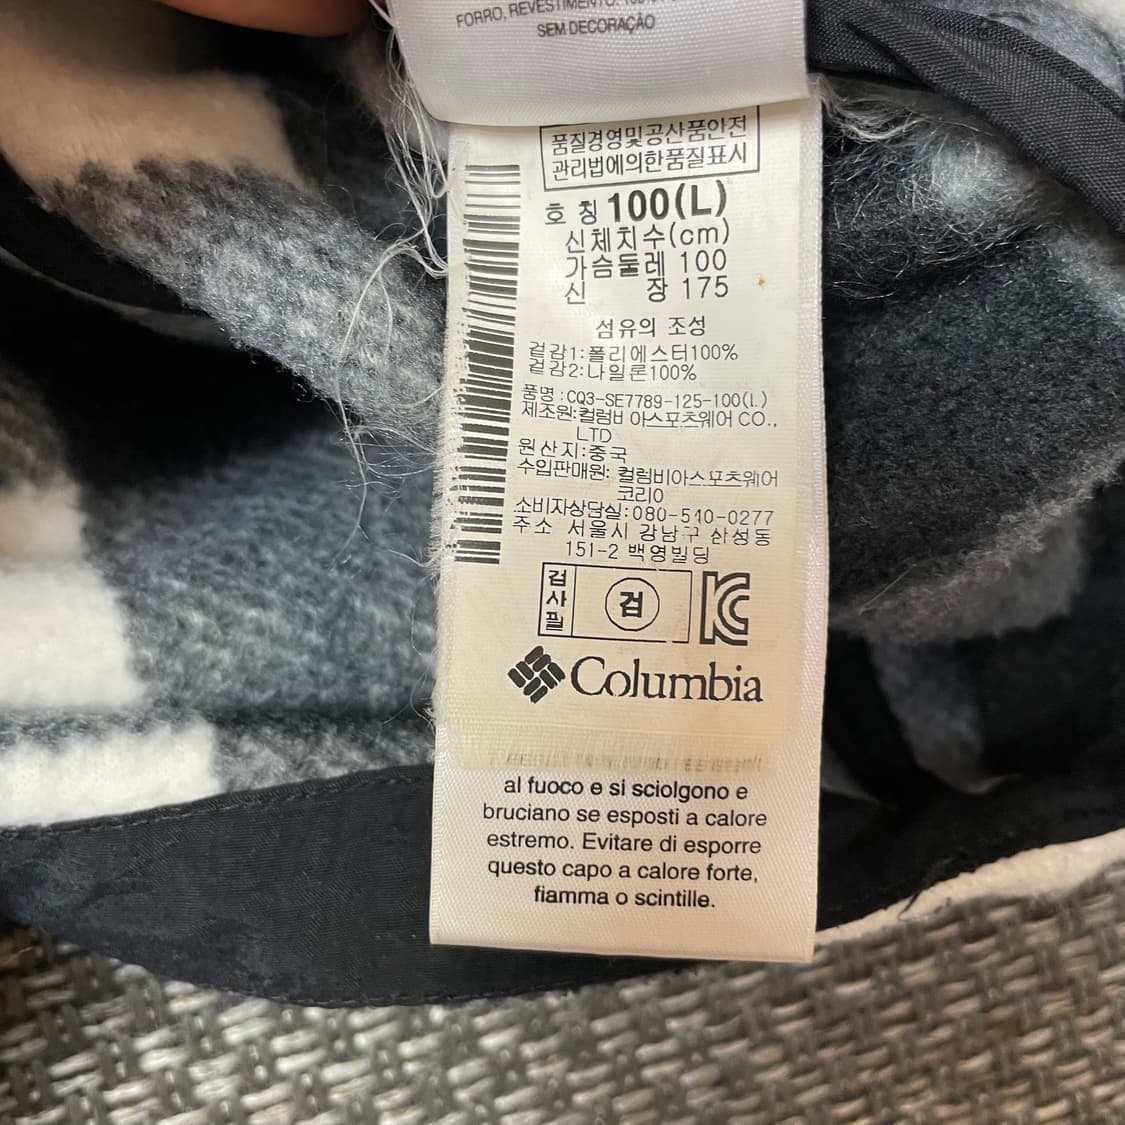 FORRO, REVESTIMENTO:
SEM DECORAÇÃO
품질경영및공산품안전
관리법에의한품질표시
호 칭 100(L)
신체치수(cm)
가슴둘레 100
신 장 175
섬유의 조성
겉감1:폴리에스터100%
겉감2:나일론100%
품명:CQ3-SE7789-125-100(L)
제조원:컬럼비아스포츠웨어 CO.,
LTD
원산지:중국
수입판매원: 컬럼비아스포츠웨어
코리아
소비자상담실:080-540-0277
주소 서울시 강남구 삼성동
151-2 백영빌딩
검사필
검
KC
Columbia
al fuoco e si sciolgono e
bruciano se esposti a calore
estremo. Evitare di esporre
questo capo a calore forte,
fiamma o scintille.